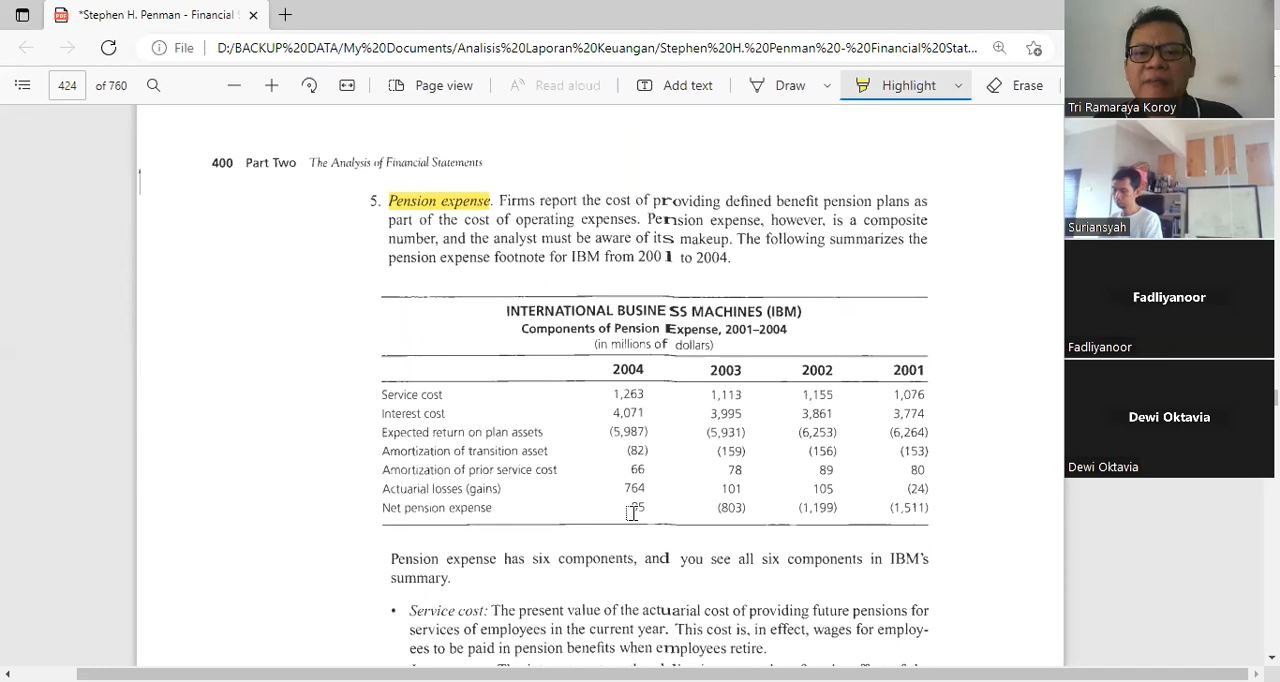 *Stephen H. Penman - Financial S
File D:/BACKUP%20DATA/My%20Documents/Analisis%20Laporan%20Keuangan/Stephen%20H.%20Penman%20-%20Financial%20Stat...
424 of 760 Page view Read aloud Add text Draw Highlight Erase
400 Part Two The Analysis of Financial Statements
5. Pension expense. Firms report the cost of providing defined benefit pension plans as
part of the cost of operating expenses. Pension expense, however, is a composite
number, and the analyst must be aware of its makeup. The following summarizes the
pension expense footnote for IBM from 2001 to 2004.
INTERNATIONAL BUSINESS MACHINES (IBM)
Components of Pension Expense, 2001–2004
(in millions of dollars)
2004 2003 2002 2001
Service cost 1,263 1,113 1,155 1,076
Interest cost 4,071 3,995 3,861 3,774
Expected return on plan assets (5,987) (5,931) (6,253) (6,264)
Amortization of transition asset (82) (159) (156) (153)
Amortization of prior service cost 66 78 89 80
Actuarial losses (gains) 764 101 105 (24)
Net pension expense (803) (1,199) (1,511)
Pension expense has six components, and you see all six components in IBM's
summary.
• Service cost: The present value of the actuarial cost of providing future pensions for
services of employees in the current year. This cost is, in effect, wages for employ-
ees to be paid in pension benefits when employees retire.
Tri Ramaraya Koroy
Suriansyah
Fadliyanoor
Fadliyanoor
Dewi Oktavia
Dewi Oktavia